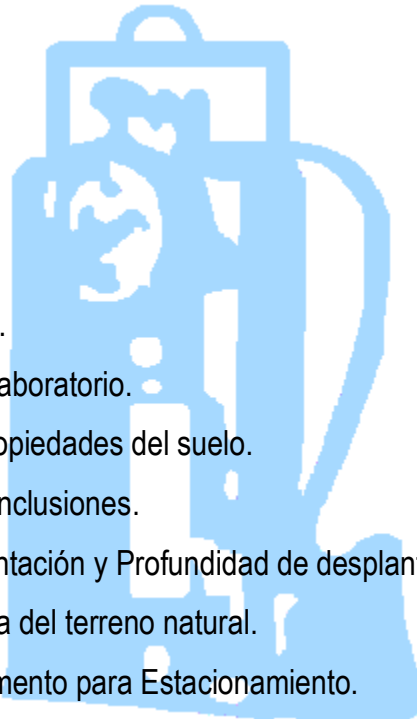 .
aboratorio.
opiedades del suelo.
nclusiones.
ntación y Profundidad de desplant
a del terreno natural.
mento para Estacionamiento.